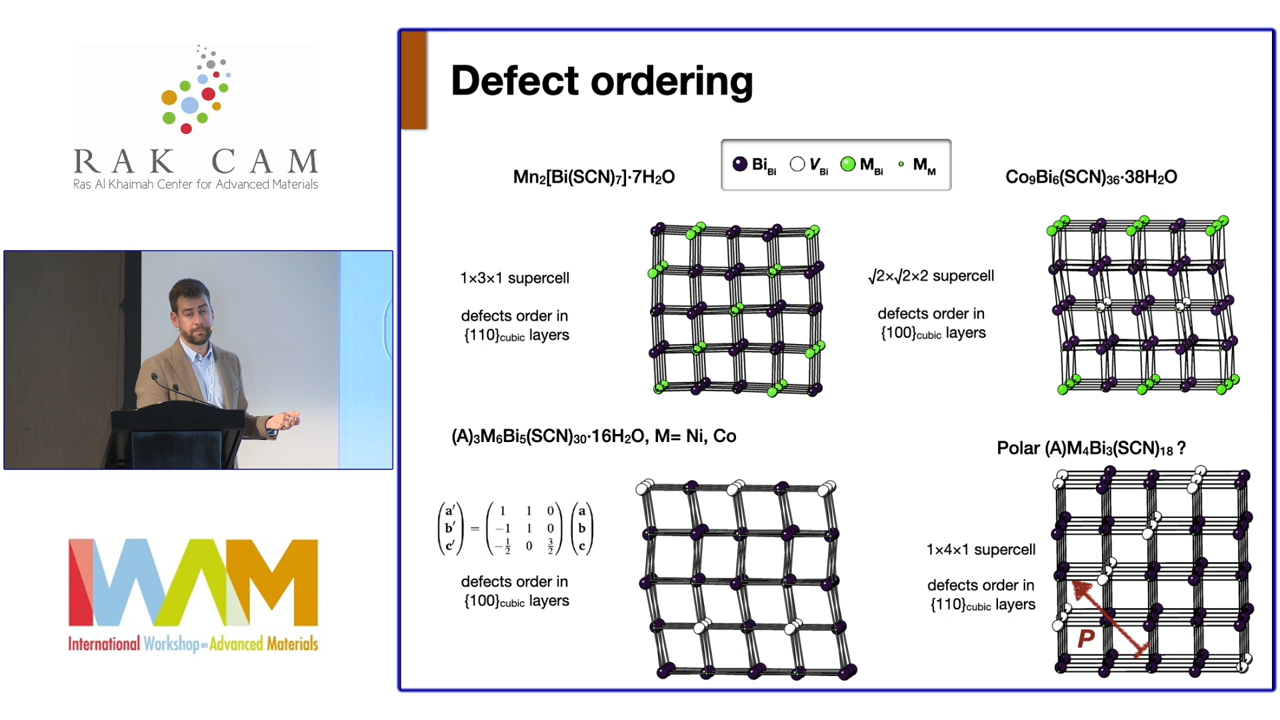 RAK CAM
Ras Al Khaimah Center for Advanced Materials
IWAM
International Workshop on Advanced Materials
Defect ordering
Bi_Bi V_Bi M_Bi M_M
Mn₂[Bi(SCN)₇]·7H₂O
1×3×1 supercell
defects order in
{110}cubic layers
Co₉Bi₆(SCN)₃₆·38H₂O
√2×√2×2 supercell
defects order in
{100}cubic layers
(A)₃M₆Bi₅(SCN)₃₀·16H₂O, M= Ni, Co
a′ 1 1 0 a
b′ = −1 1 0 b
c′ −1/2 0 3/2 c
defects order in
{100}cubic layers
Polar (A)M₄Bi₃(SCN)₁₈ ?
1×4×1 supercell
defects order in
{110}cubic layers
P